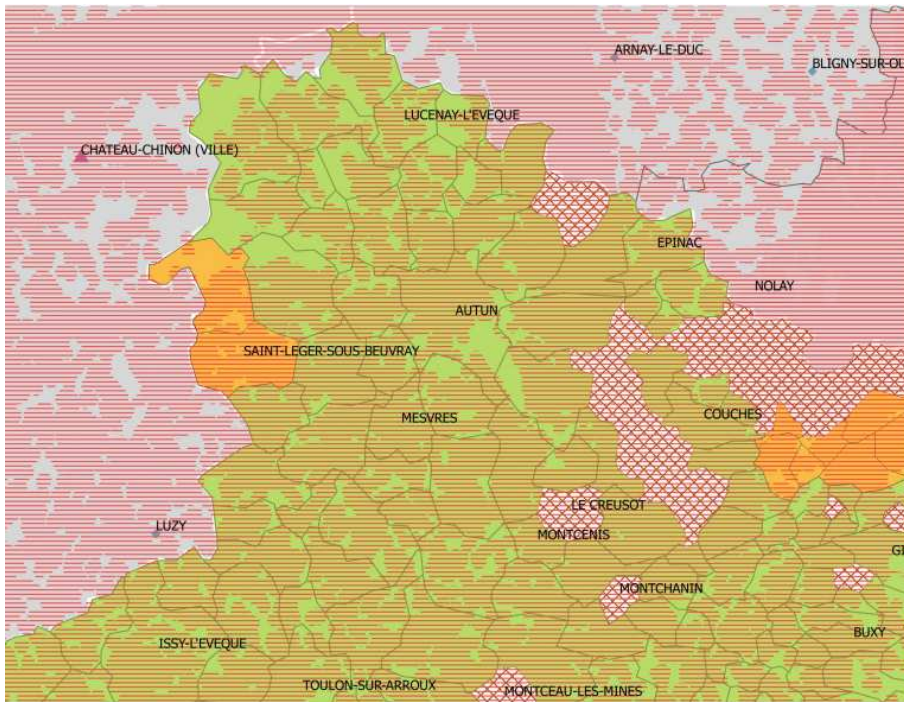 ARNAY-LE-DUC
BLIGNY-SUR-OU
LUCENAY-L'EVEQUE
CHATEAU-CHINON (VILLE)
EPINAC
NOLAY
AUTUN
SAINT-LEGER-SOUS-BEUVRAY
MESVRES
COUCHES
LE CREUSOT
LUZY
MONTCENIS
GI
MONTCHANIN
BUXY
ISSY-L'EVEQUE
TOULON-SUR-ARROUX
MONTCEAU-LES-MINES